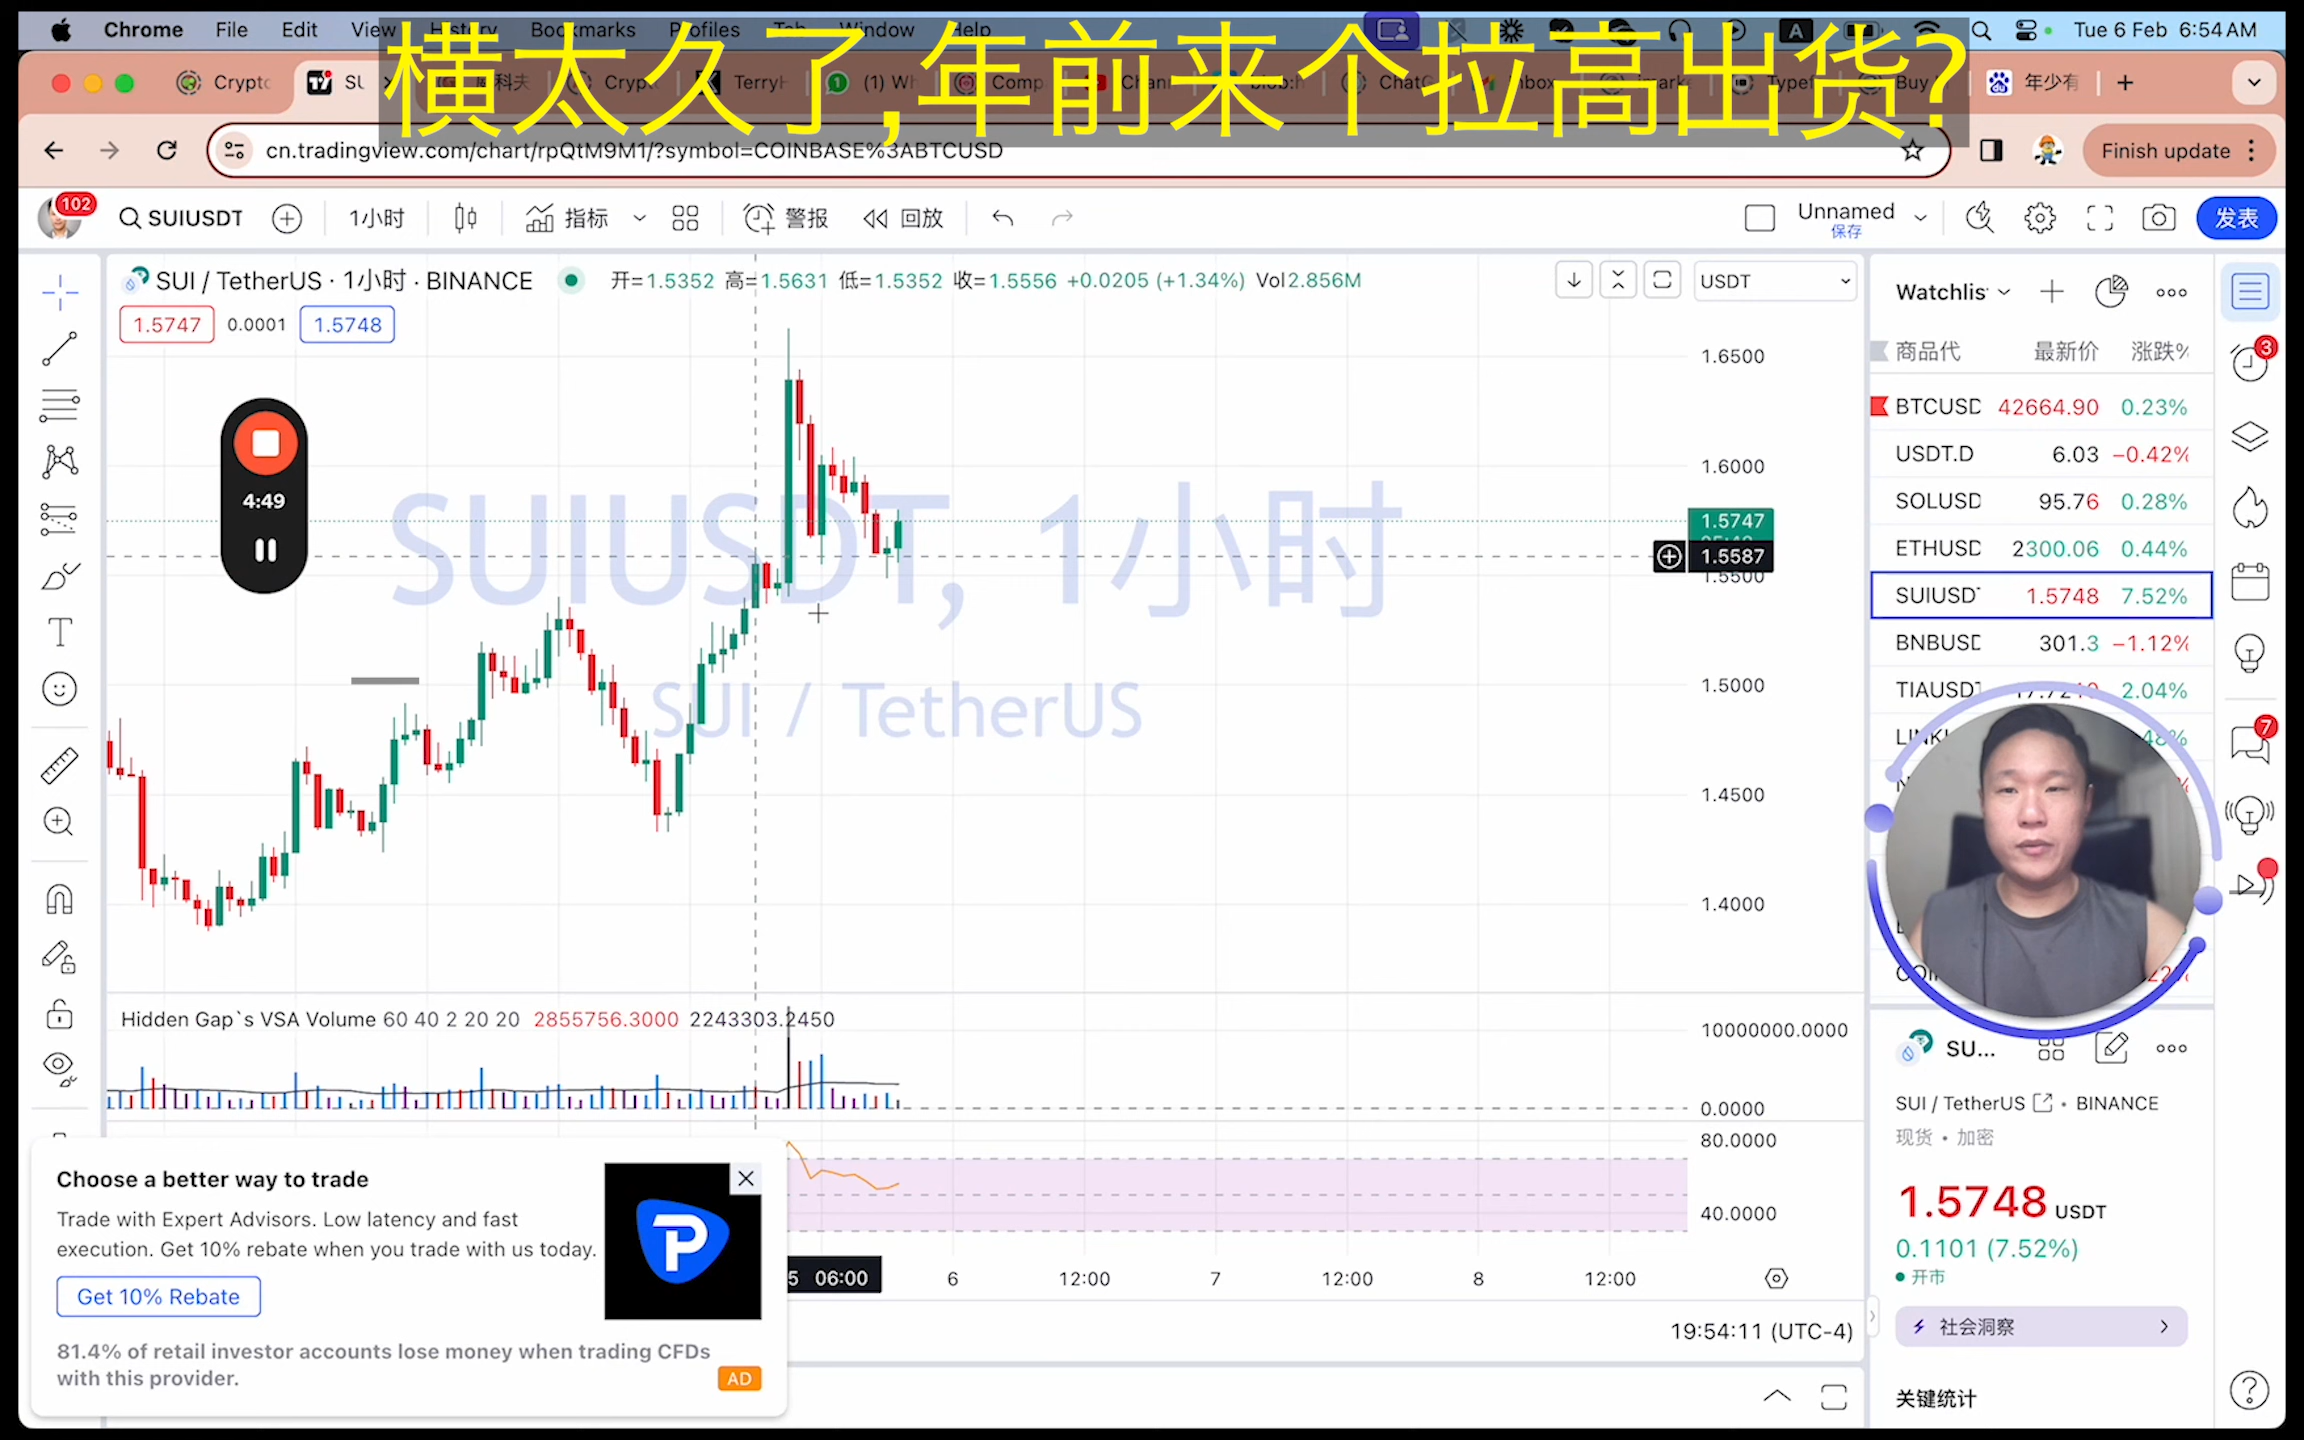 横太久了,年前来个拉高出货?
Chrome File Edit View History Bookmarks Profiles Tab Window Help
Tue 6 Feb 6:54 AM
年少有
cn.tradingview.com/chart/rpQtM9M1/?symbol=COINBASE%3ABTCUSD
Finish update
102
SUIUSDT
1小时
指标
警报
回放
Unnamed
保存
发表
SUI / TetherUS · 1小时 · BINANCE
开=1.5352 高=1.5631 低=1.5352 收=1.5556 +0.0205 (+1.34%) Vol2.856M
USDT
1.5747 0.0001 1.5748
4:49
SUIUSDT, 1小时
SUI / TetherUS
1.6500
1.6000
1.5747
1.5587
1.5500
1.5000
1.4500
1.4000
Hidden Gap`s VSA Volume 60 40 2 20 20 2855756.3000 2243303.2450
10000000.0000
0.0000
80.0000
40.0000
5 06:00
6 12:00 7 12:00 8 12:00
19:54:11 (UTC-4)
Choose a better way to trade
Trade with Expert Advisors. Low latency and fast
execution. Get 10% rebate when you trade with us today.
Get 10% Rebate
81.4% of retail investor accounts lose money when trading CFDs
with this provider.
AD
Watchlis
商品代 最新价 涨跌%
BTCUSD 42664.90 0.23%
USDT.D 6.03 −0.42%
SOLUSD 95.76 0.28%
ETHUSD 2300.06 0.44%
SUIUSD 1.5748 7.52%
BNBUSD 301.3 −1.12%
TIAUSDT 2.04%
3
7
SU...
SUI / TetherUS • BINANCE
现货 • 加密
1.5748 USDT
0.1101 (7.52%)
开市
社会洞察
关键统计